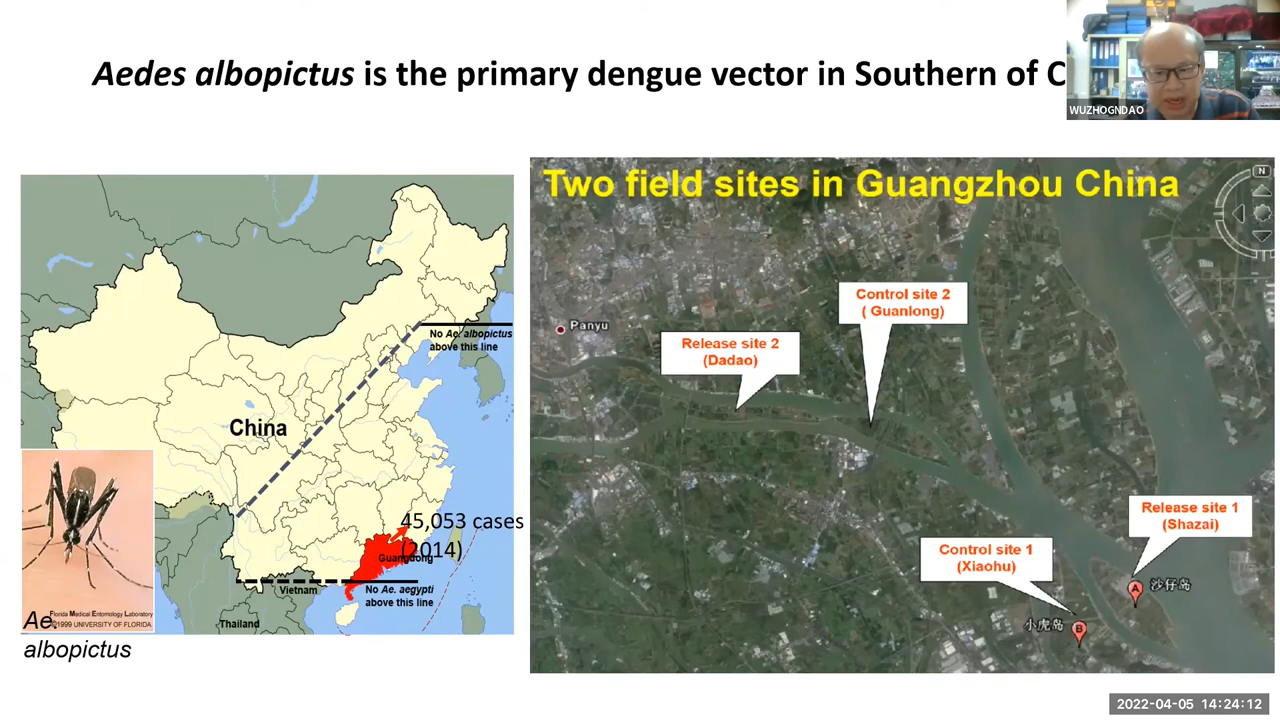 Aedes albopictus is the primary dengue vector in Southern of C
WUZHOGNDAO
No Ae. albopictus
above this line
China
45,053 cases
(2014)
Guangdong
Vietnam
No Ae. aegypti
above this line
Thailand
Florida Medical Entomology Laboratory
©1999 UNIVERSITY OF FLORIDA
Ae.
albopictus
Two field sites in Guangzhou China
N
Control site 2
( Guanlong)
Panyu
Release site 2
(Dadao)
Release site 1
(Shazai)
Control site 1
(Xiaohu)
A
沙仔岛
小虎岛
B
2022-04-05 14:24:12